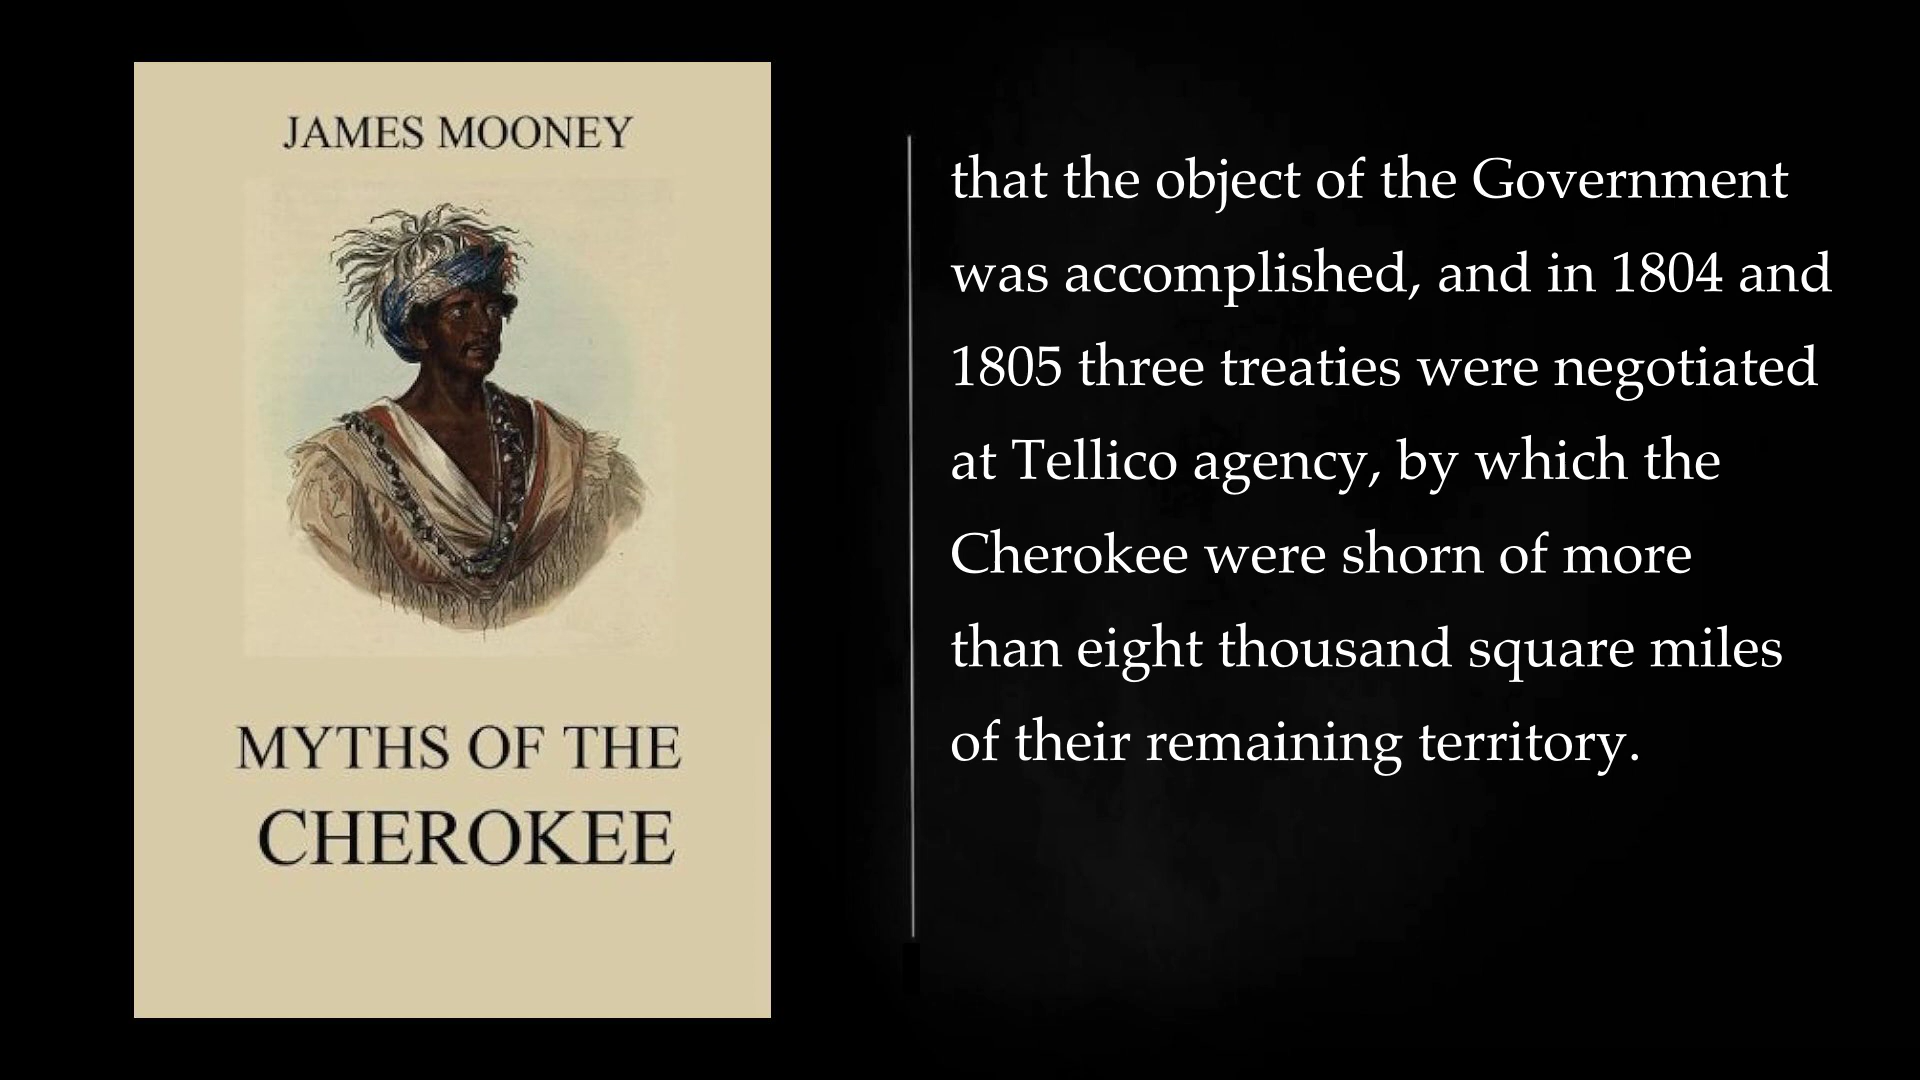 JAMES MOONEY
MYTHS OF THE
CHEROKEE
that the object of the Government
was accomplished, and in 1804 and
1805 three treaties were negotiated
at Tellico agency, by which the
Cherokee were shorn of more
than eight thousand square miles
of their remaining territory.